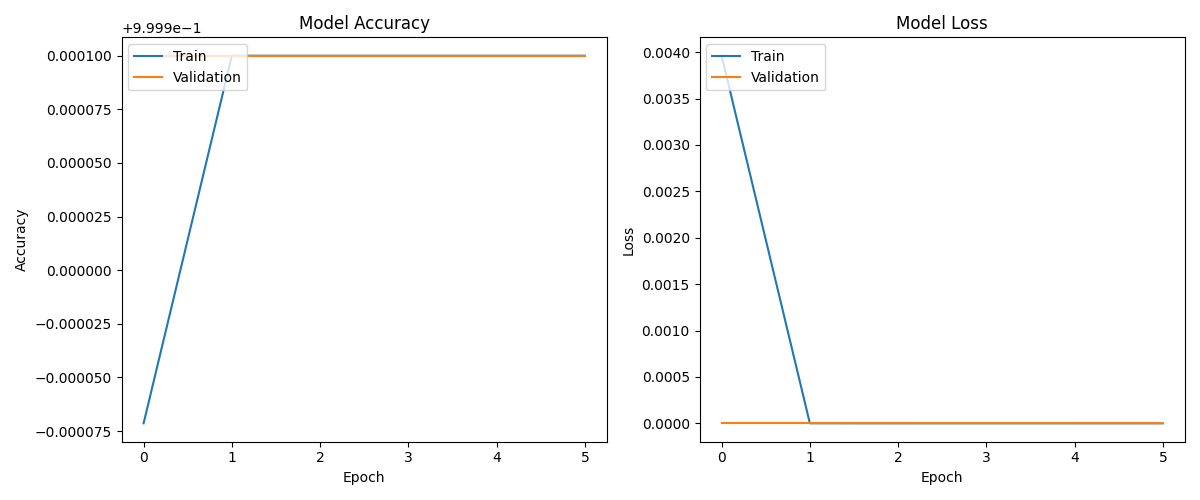 Model Accuracy
+9.999e−1
0.000100
0.000075
0.000050
0.000025
0.000000
−0.000025
−0.000050
−0.000075
Accuracy
Train
Validation
0 1 2 3 4 5
Epoch
Model Loss
0.0040
0.0035
0.0030
0.0025
0.0020
0.0015
0.0010
0.0005
0.0000
Loss
Train
Validation
0 1 2 3 4 5
Epoch